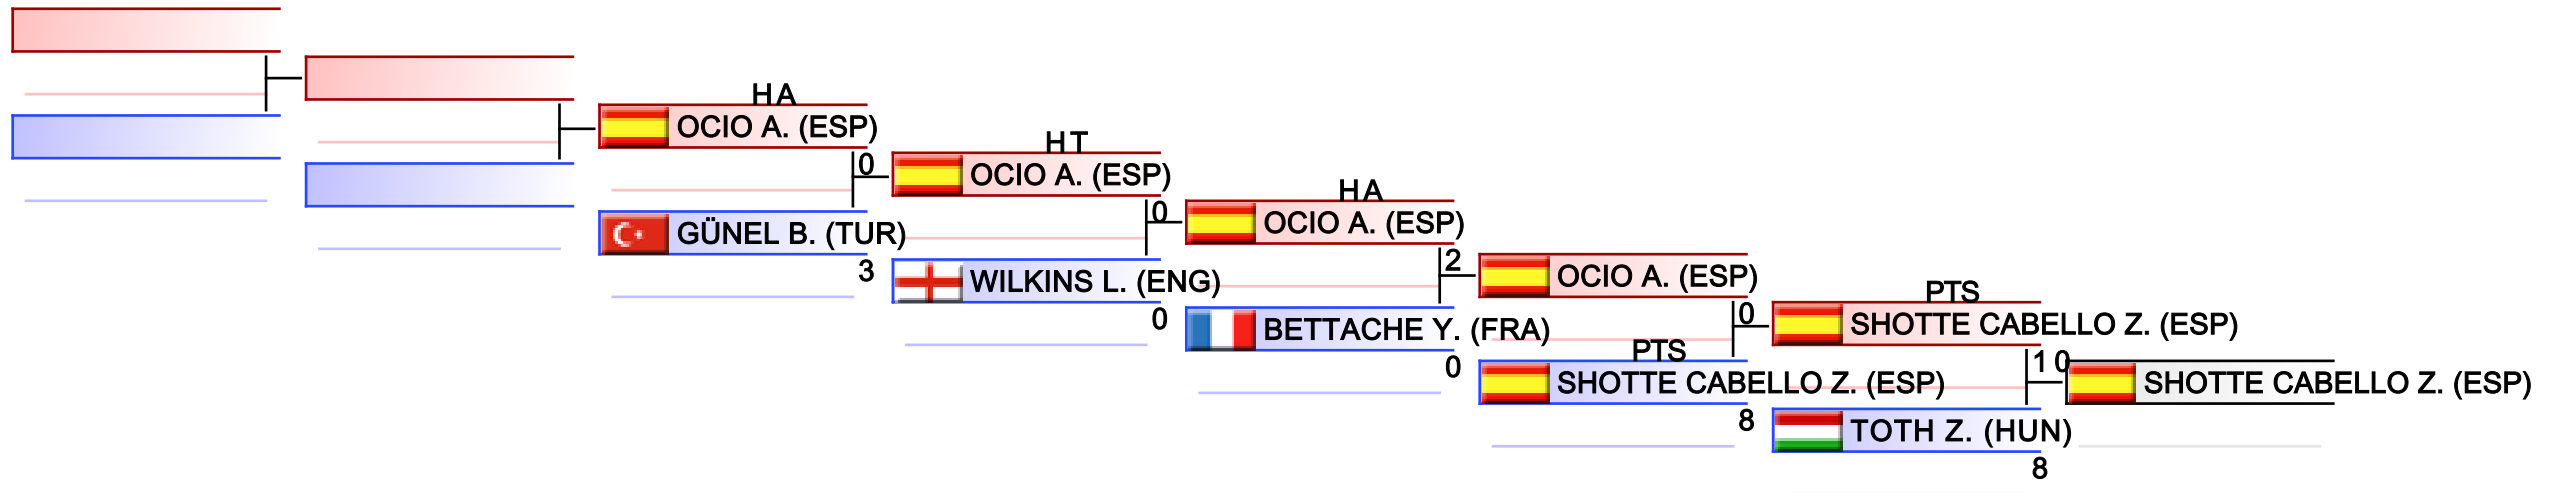 HA
OCIO A. (ESP)
0
GÜNEL B. (TUR)
3
HT
OCIO A. (ESP)
0
WILKINS L. (ENG)
0
HA
OCIO A. (ESP)
2
BETTACHE Y. (FRA)
0
OCIO A. (ESP)
0
PTS
SHOTTE CABELLO Z. (ESP)
8
PTS
SHOTTE CABELLO Z. (ESP)
10
TOTH Z. (HUN)
8
SHOTTE CABELLO Z. (ESP)